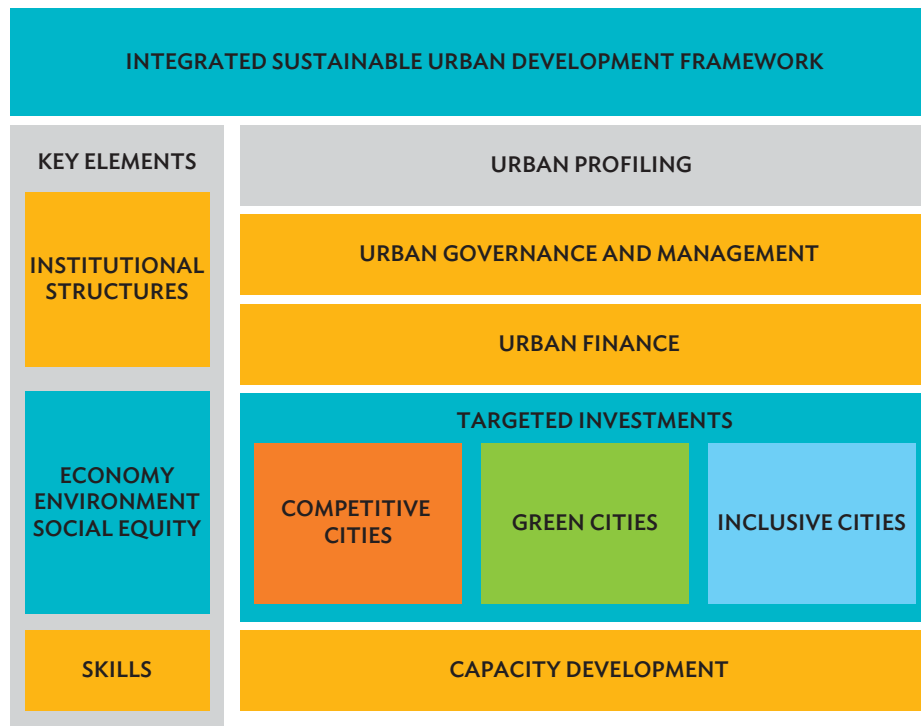 INTEGRATED SUSTAINABLE URBAN DEVELOPMENT FRAMEWORK
KEY ELEMENTS
INSTITUTIONAL
STRUCTURES
ECONOMY
ENVIRONMENT
SOCIAL EQUITY
SKILLS
URBAN PROFILING
URBAN GOVERNANCE AND MANAGEMENT
URBAN FINANCE
TARGETED INVESTMENTS
COMPETITIVE
CITIES
GREEN CITIES
INCLUSIVE CITIES
CAPACITY DEVELOPMENT